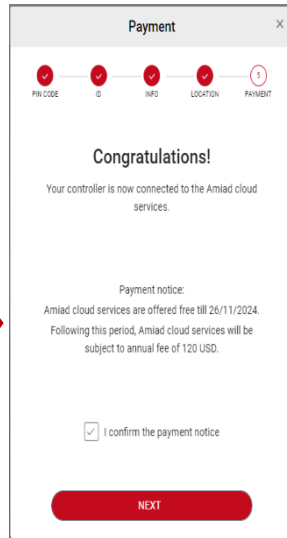 Payment
×
PIN CODE ID INFO LOCATION 5 PAYMENT
Congratulations!
Your controller is now connected to the Amiad cloud
services.
Payment notice:
Amiad cloud services are offered free till 26/11/2024.
Following this period, Amiad cloud services will be
subject to annual fee of 120 USD.
I confirm the payment notice
NEXT